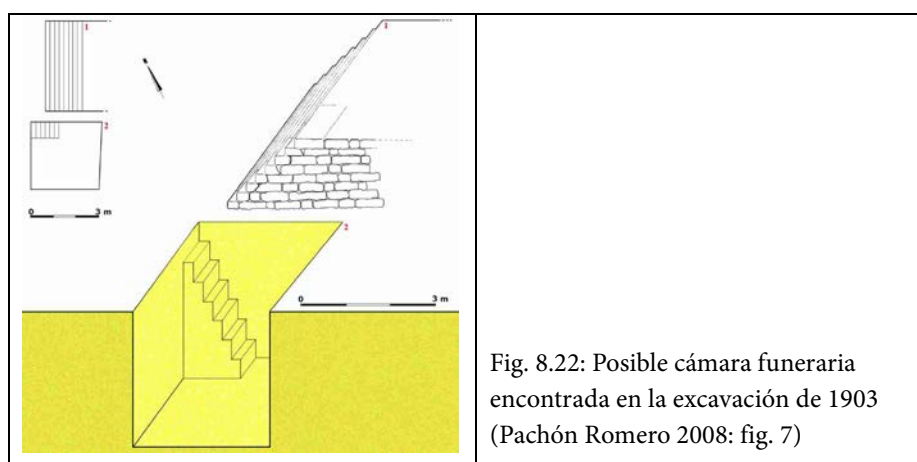 1
1
2
0 3 m
2
0 3 m
Fig. 8.22: Posible cámara funeraria
encontrada en la excavación de 1903
(Pachón Romero 2008: fig. 7)